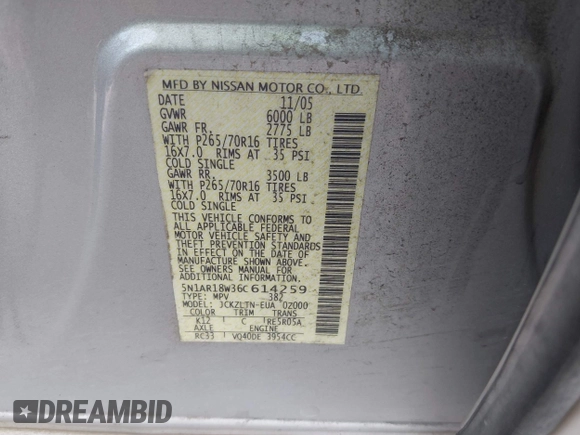 MFD BY NISSAN MOTOR CO., LTD.
DATE 11/05
GVWR 6000 LB
GAWR FR. 2775 LB
WITH P265/70R16 TIRES
16X7.0 RIMS AT 35 PSI
COLD SINGLE
GAWR RR. 3500 LB
WITH P265/70R16 TIRES
16X7.0 RIMS AT 35 PSI
COLD SINGLE
THIS VEHICLE CONFORMS TO
ALL APPLICABLE FEDERAL
MOTOR VEHICLE SAFETY AND
THEFT PREVENTION STANDARDS
IN EFFECT ON THE DATE OF
MANUFACTURE SHOWN ABOVE.
SEE OWNERS MANUAL FOR
ADDITIONAL INFORMATION.
5N1AR18W36C614259
TYPE: MPV 382
MODEL: JCKZLTN-EUA 0Z000
COLOR TRIM TRANS
K12 C RE5R05A
AXLE ENGINE
RC33 VQ40DE 3954CC
DREAMBID